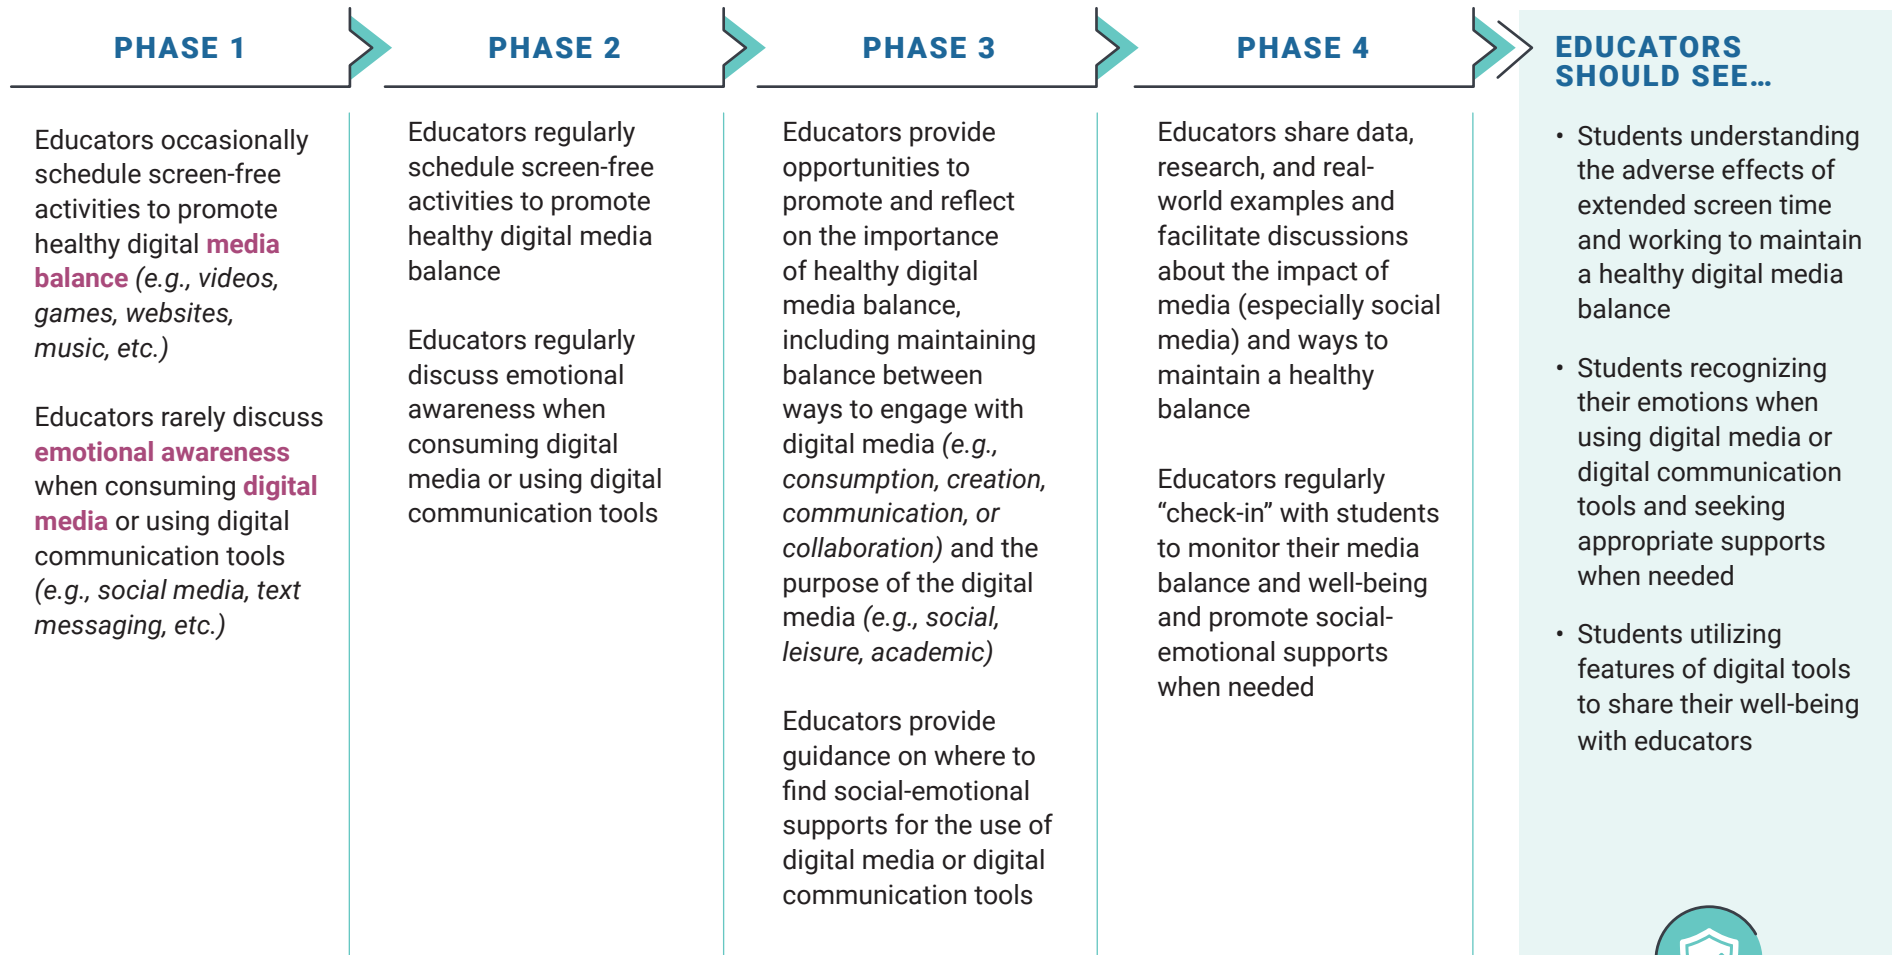 PHASE 1
Educators occasionally
schedule screen-free
activities to promote
healthy digital media
balance (e.g., videos,
games, websites,
music, etc.)
Educators rarely discuss
emotional awareness
when consuming digital
media or using digital
communication tools
(e.g., social media, text
messaging, etc.)
PHASE 2
Educators regularly
schedule screen-free
activities to promote
healthy digital media
balance
Educators regularly
discuss emotional
awareness when
consuming digital
media or using digital
communication tools
PHASE 3
Educators provide
opportunities to
promote and reflect
on the importance
of healthy digital
media balance,
including maintaining
balance between
ways to engage with
digital media (e.g.,
consumption, creation,
communication, or
collaboration) and the
purpose of the digital
media (e.g., social,
leisure, academic)
Educators provide
guidance on where to
find social-emotional
supports for the use of
digital media or digital
communication tools
PHASE 4
Educators share data,
research, and real-
world examples and
facilitate discussions
about the impact of
media (especially social
media) and ways to
maintain a healthy
balance
Educators regularly
“check-in” with students
to monitor their media
balance and well-being
and promote social-
emotional supports
when needed
EDUCATORS
SHOULD SEE…
• Students understanding
the adverse effects of
extended screen time
and working to maintain
a healthy digital media
balance
• Students recognizing
their emotions when
using digital media or
digital communication
tools and seeking
appropriate supports
when needed
• Students utilizing
features of digital tools
to share their well-being
with educators